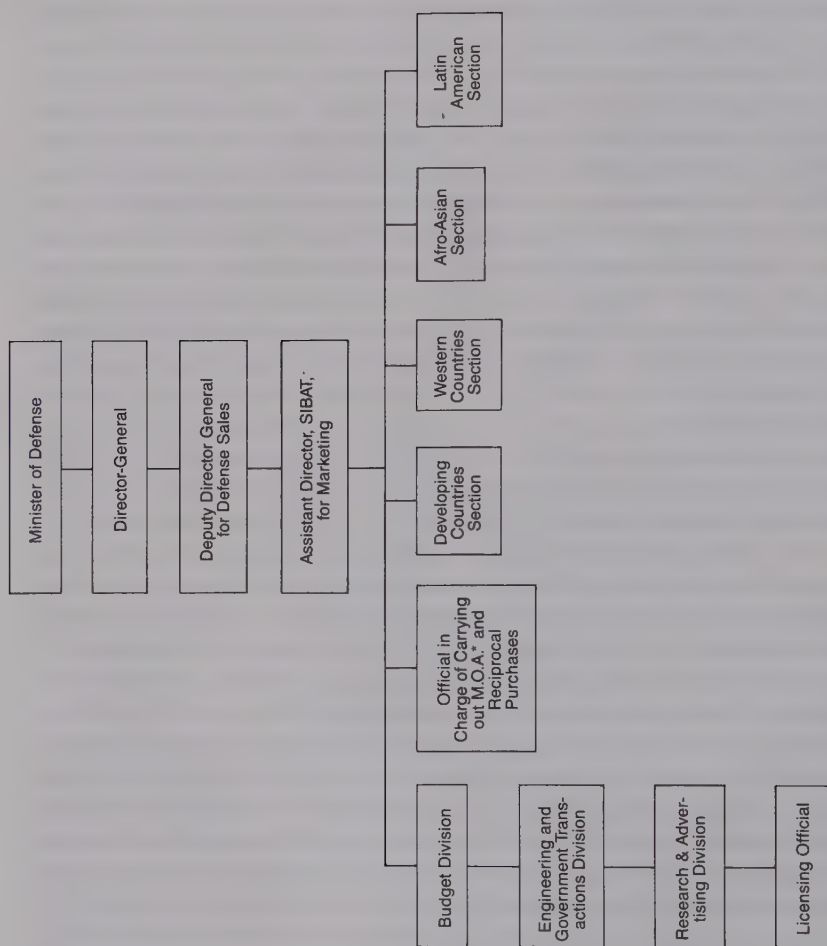 Minister of Defense
Director-General
Deputy Director General
for Defense Sales
Assistant Director, SIBAT,
for Marketing
Budget Division
Engineering and
Government Trans-
actions Division
Research & Adver-
tising Division
Licensing Official
Official in
Charge of Carrying
out M.O.A.* and
Reciprocal
Purchases
Developing
Countries
Section
Western
Countries
Section
Afro-Asian
Section
Latin
American
Section